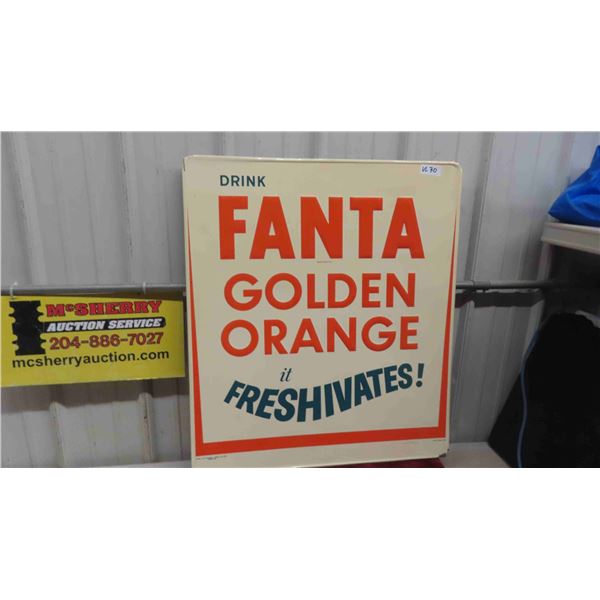 DRINK
FANTA
GOLDEN
ORANGE
it
FRESHIVATES!
McSHERRY
AUCTION SERVICE
204-886-7027
mcsherryauction.com